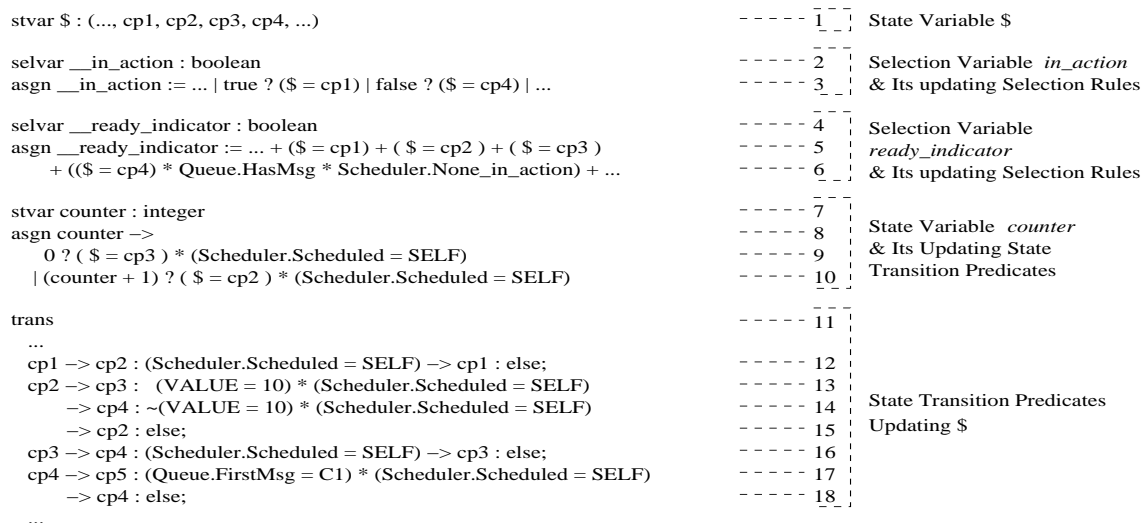 stvar $ : (..., cp1, cp2, cp3, cp4, ...) 1 State Variable $
selvar __in_action : boolean 2 Selection Variable in_action
asgn __in_action := ... | true ? ($ = cp1) | false ? ($ = cp4) | ... 3 & Its updating Selection Rules
selvar __ready_indicator : boolean 4 Selection Variable
asgn __ready_indicator := ... + ($ = cp1) + ( $ = cp2 ) + ( $ = cp3 ) 5 ready_indicator
+ (($ = cp4) * Queue.HasMsg * Scheduler.None_in_action) + ... 6 & Its updating Selection Rules
stvar counter : integer 7
asgn counter –> 8 State Variable counter
0 ? ( $ = cp3 ) * (Scheduler.Scheduled = SELF) 9 & Its Updating State
| (counter + 1) ? ( $ = cp2 ) * (Scheduler.Scheduled = SELF) 10 Transition Predicates
trans 11
...
cp1 –> cp2 : (Scheduler.Scheduled = SELF) –> cp1 : else; 12
cp2 –> cp3 : (VALUE = 10) * (Scheduler.Scheduled = SELF) 13
–> cp4 : ~(VALUE = 10) * (Scheduler.Scheduled = SELF) 14 State Transition Predicates
–> cp2 : else; 15 Updating $
cp3 –> cp4 : (Scheduler.Scheduled = SELF) –> cp3 : else; 16
cp4 –> cp5 : (Queue.FirstMsg = C1) * (Scheduler.Scheduled = SELF) 17
–> cp4 : else; 18
...